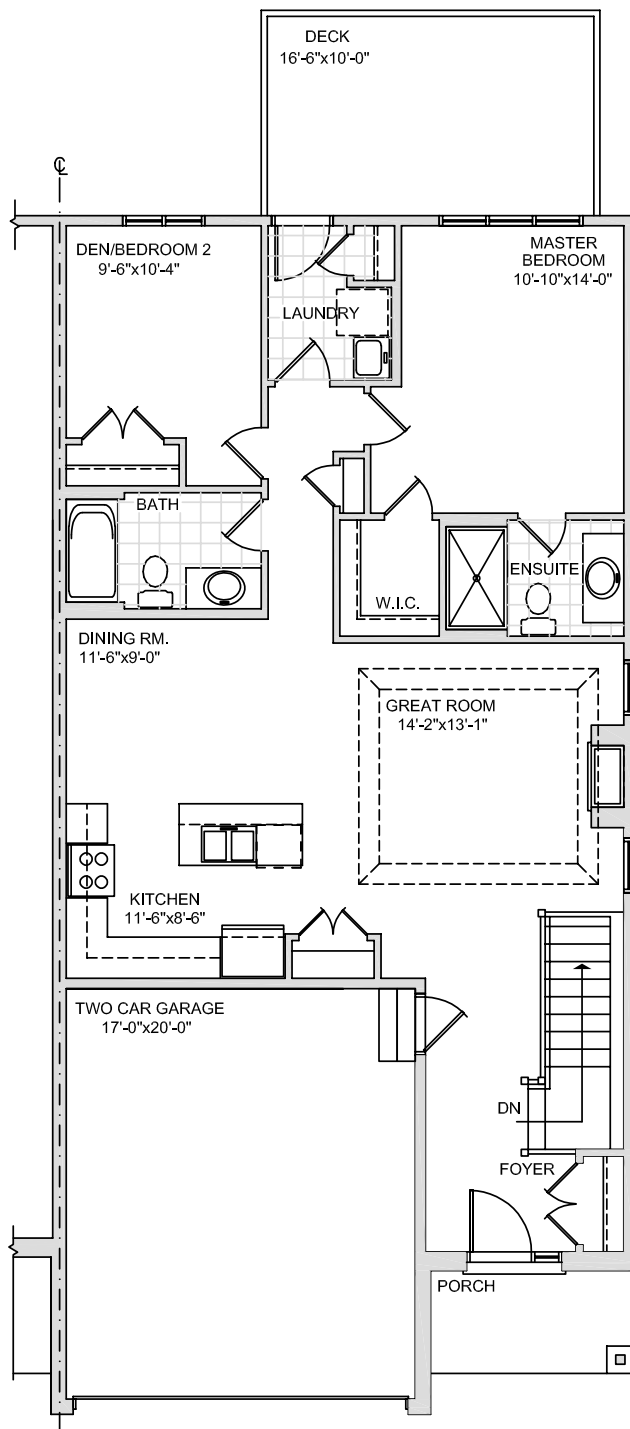 DECK
16'-6"x10'-0"
℄
DEN/BEDROOM 2
9'-6"x10'-4"
MASTER
BEDROOM
10'-10"x14'-0"
LAUNDRY
BATH
ENSUITE
W.I.C.
DINING RM.
11'-6"x9'-0"
GREAT ROOM
14'-2"x13'-1"
KITCHEN
11'-6"x8'-6"
TWO CAR GARAGE
17'-0"x20'-0"
DN
FOYER
PORCH